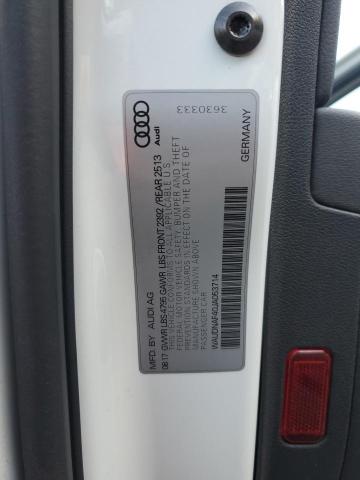 MFD. BY AUDI AG
08.17 GVWR LBS 4795 GAWR LBS FRONT 2392 / REAR 2513
THIS VEHICLE CONFORMS TO ALL APPLICABLE U S
FEDERAL MOTOR VEHICLE SAFETY, BUMPER AND THEFT
PREVENTION STANDARDS IN EFFECT ON THE DATE OF
MANUFACTURE SHOWN ABOVE.
PASSENGER CAR
WAUDNAF40JA053714
Audi
3630333
GERMANY